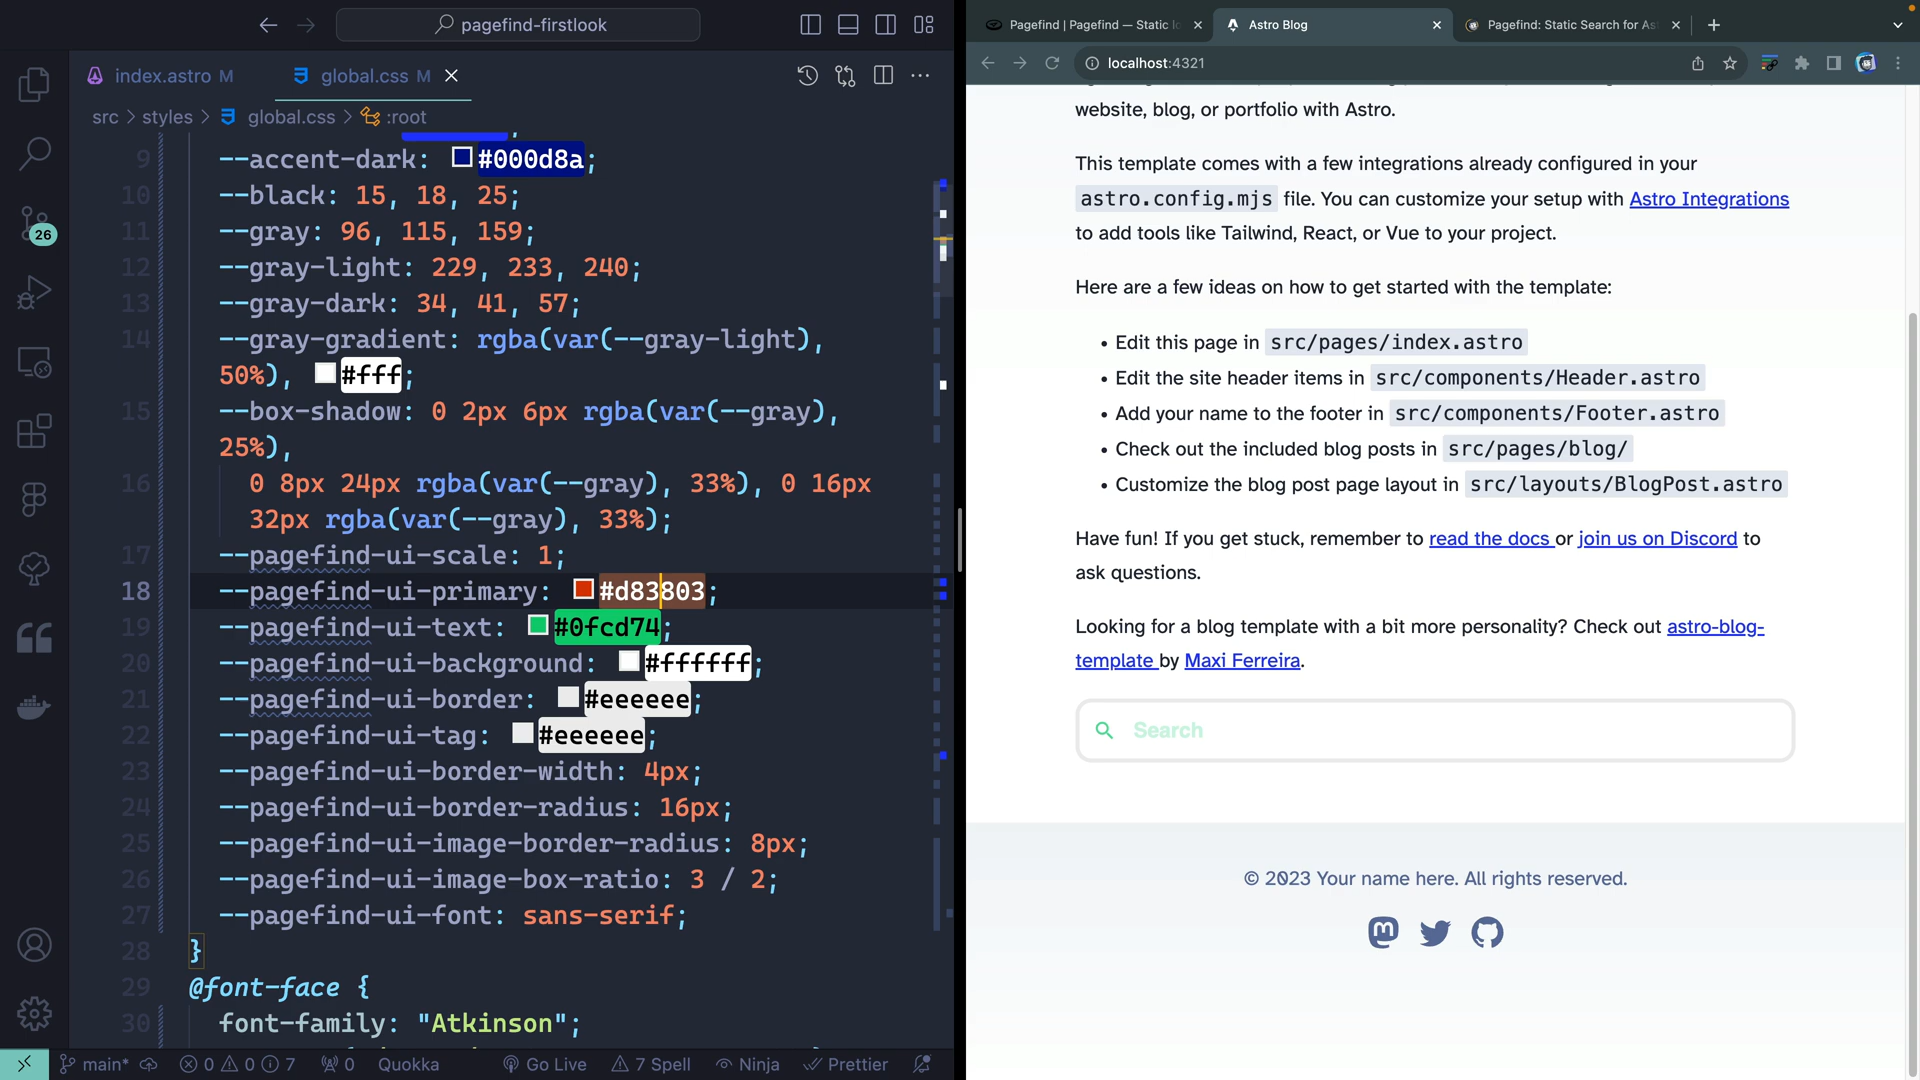 pagefind-firstlook
index.astro M
global.css M
src > styles > global.css > :root
9 --accent-dark: #000d8a;
10 --black: 15, 18, 25;
11 --gray: 96, 115, 159;
12 --gray-light: 229, 233, 240;
13 --gray-dark: 34, 41, 57;
14 --gray-gradient: rgba(var(--gray-light),
50%), #fff;
15 --box-shadow: 0 2px 6px rgba(var(--gray),
25%),
16 0 8px 24px rgba(var(--gray), 33%), 0 16px
32px rgba(var(--gray), 33%);
17 --pagefind-ui-scale: 1;
18 --pagefind-ui-primary: #d83803;
19 --pagefind-ui-text: #0fcd74;
20 --pagefind-ui-background: #ffffff;
21 --pagefind-ui-border: #eeeeee;
22 --pagefind-ui-tag: #eeeeee;
23 --pagefind-ui-border-width: 4px;
24 --pagefind-ui-border-radius: 16px;
25 --pagefind-ui-image-border-radius: 8px;
26 --pagefind-ui-image-box-ratio: 3 / 2;
27 --pagefind-ui-font: sans-serif;
28 }
29 @font-face {
30 font-family: "Atkinson";
26
main* 0 0 7 0 Quokka Go Live 7 Spell Ninja Prettier
Pagefind | Pagefind — Static
Astro Blog
Pagefind: Static Search for
localhost:4321
website, blog, or portfolio with Astro.
This template comes with a few integrations already configured in your
astro.config.mjs file. You can customize your setup with Astro Integrations
to add tools like Tailwind, React, or Vue to your project.
Here are a few ideas on how to get started with the template:
• Edit this page in src/pages/index.astro
• Edit the site header items in src/components/Header.astro
• Add your name to the footer in src/components/Footer.astro
• Check out the included blog posts in src/pages/blog/
• Customize the blog post page layout in src/layouts/BlogPost.astro
Have fun! If you get stuck, remember to read the docs or join us on Discord to
ask questions.
Looking for a blog template with a bit more personality? Check out astro-blog-
template by Maxi Ferreira.
Search
© 2023 Your name here. All rights reserved.